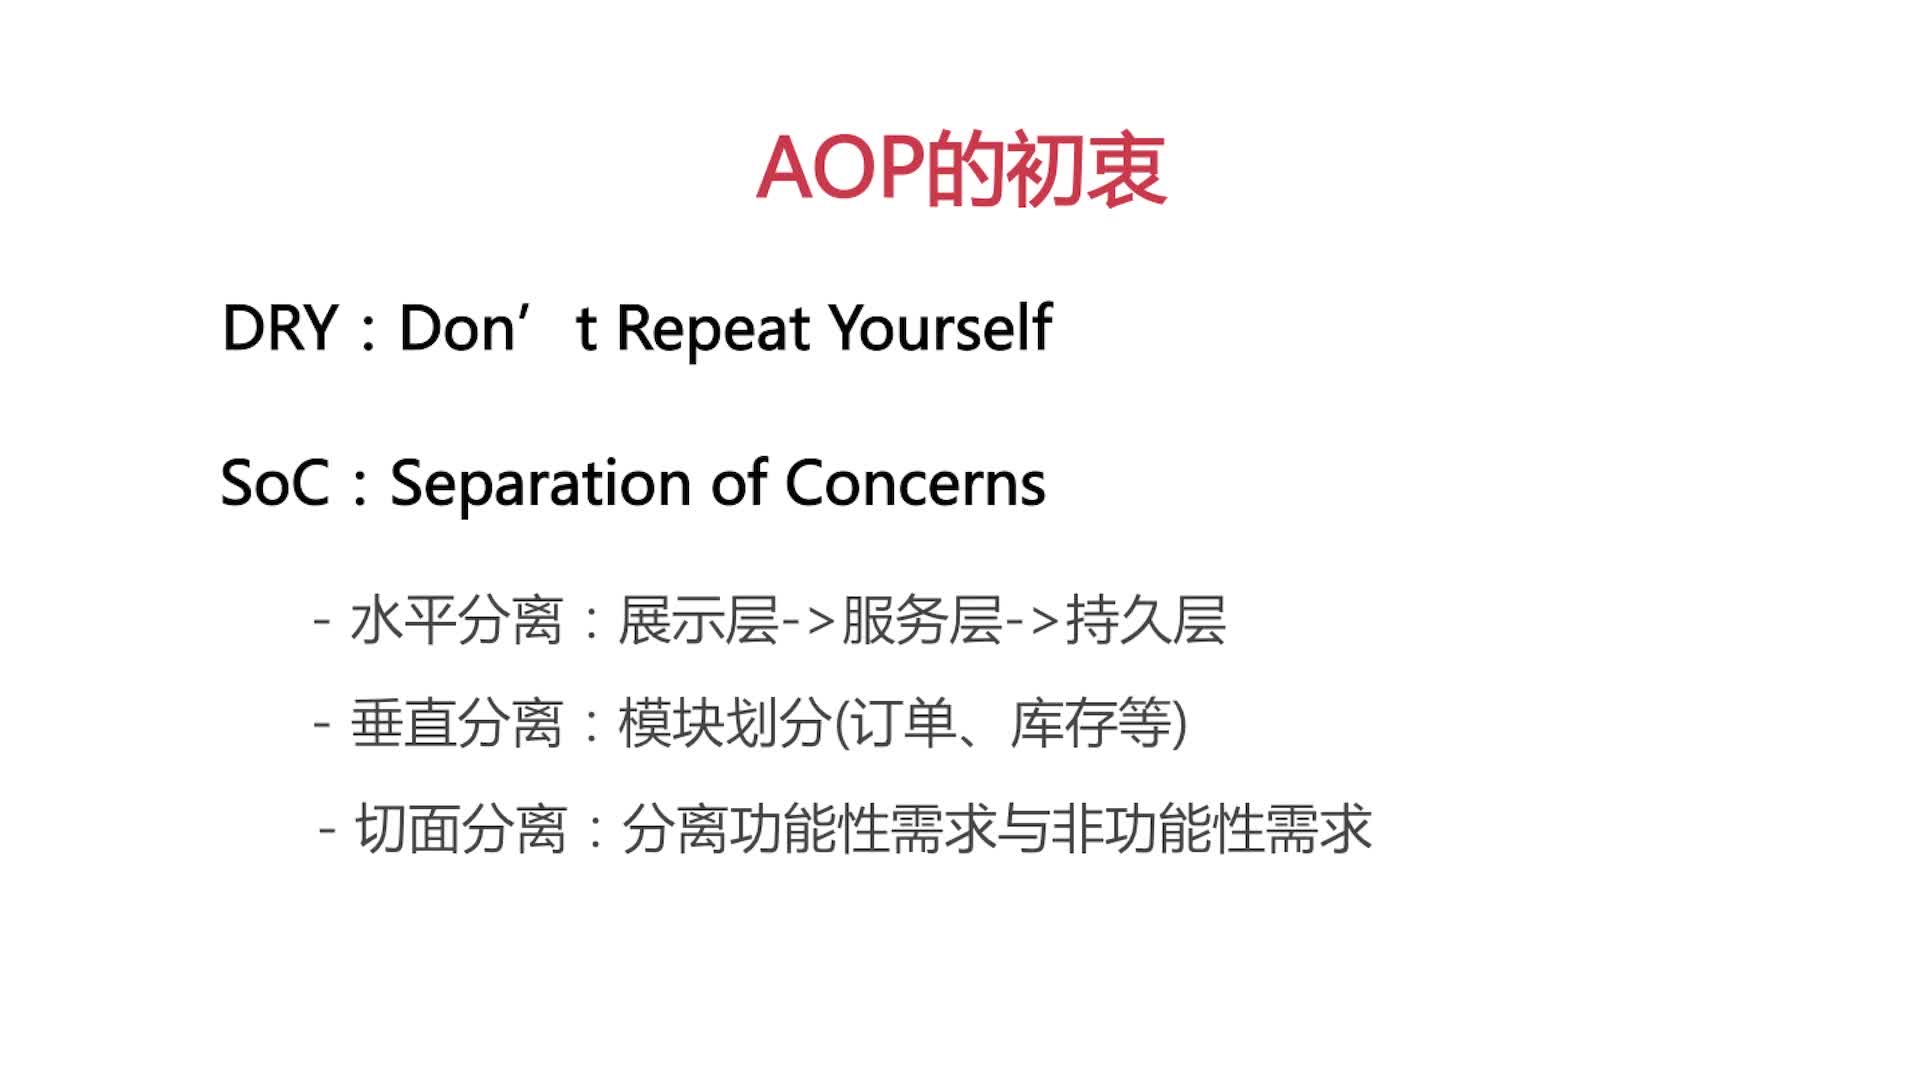 AOP的初衷
DRY：Don’t Repeat Yourself
SoC：Separation of Concerns
- 水平分离：展示层->服务层->持久层
- 垂直分离：模块划分(订单、库存等)
- 切面分离：分离功能性需求与非功能性需求